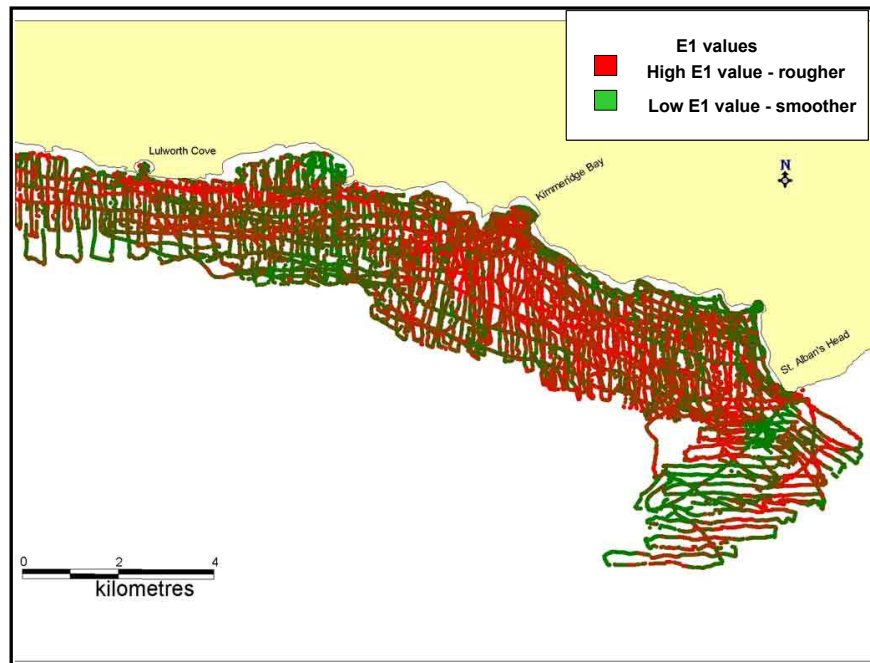 E1 values
High E1 value - rougher
Low E1 value - smoother
Lulworth Cove
N
Kimmeridge Bay
St. Alban's Head
0 2 4
kilometres